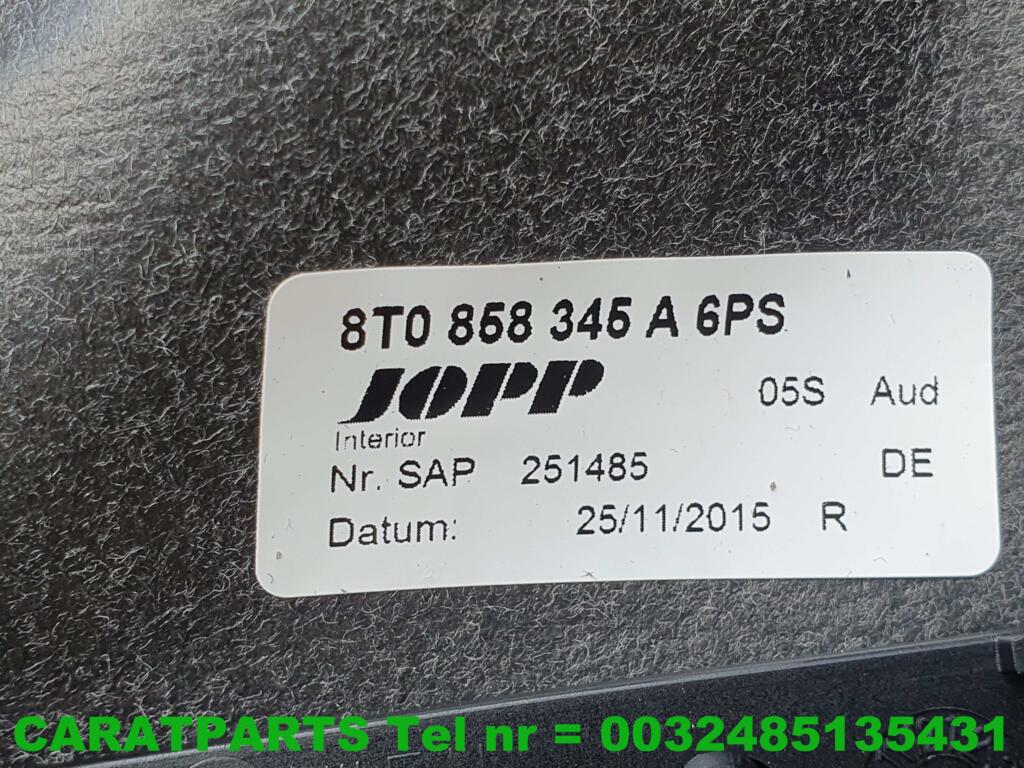 8T0 858 345 A 6PS
JOPP 05S Aud
Interior
Nr. SAP 251485 DE
Datum: 25/11/2015 R
CARATPARTS Tel nr = 0032485135431